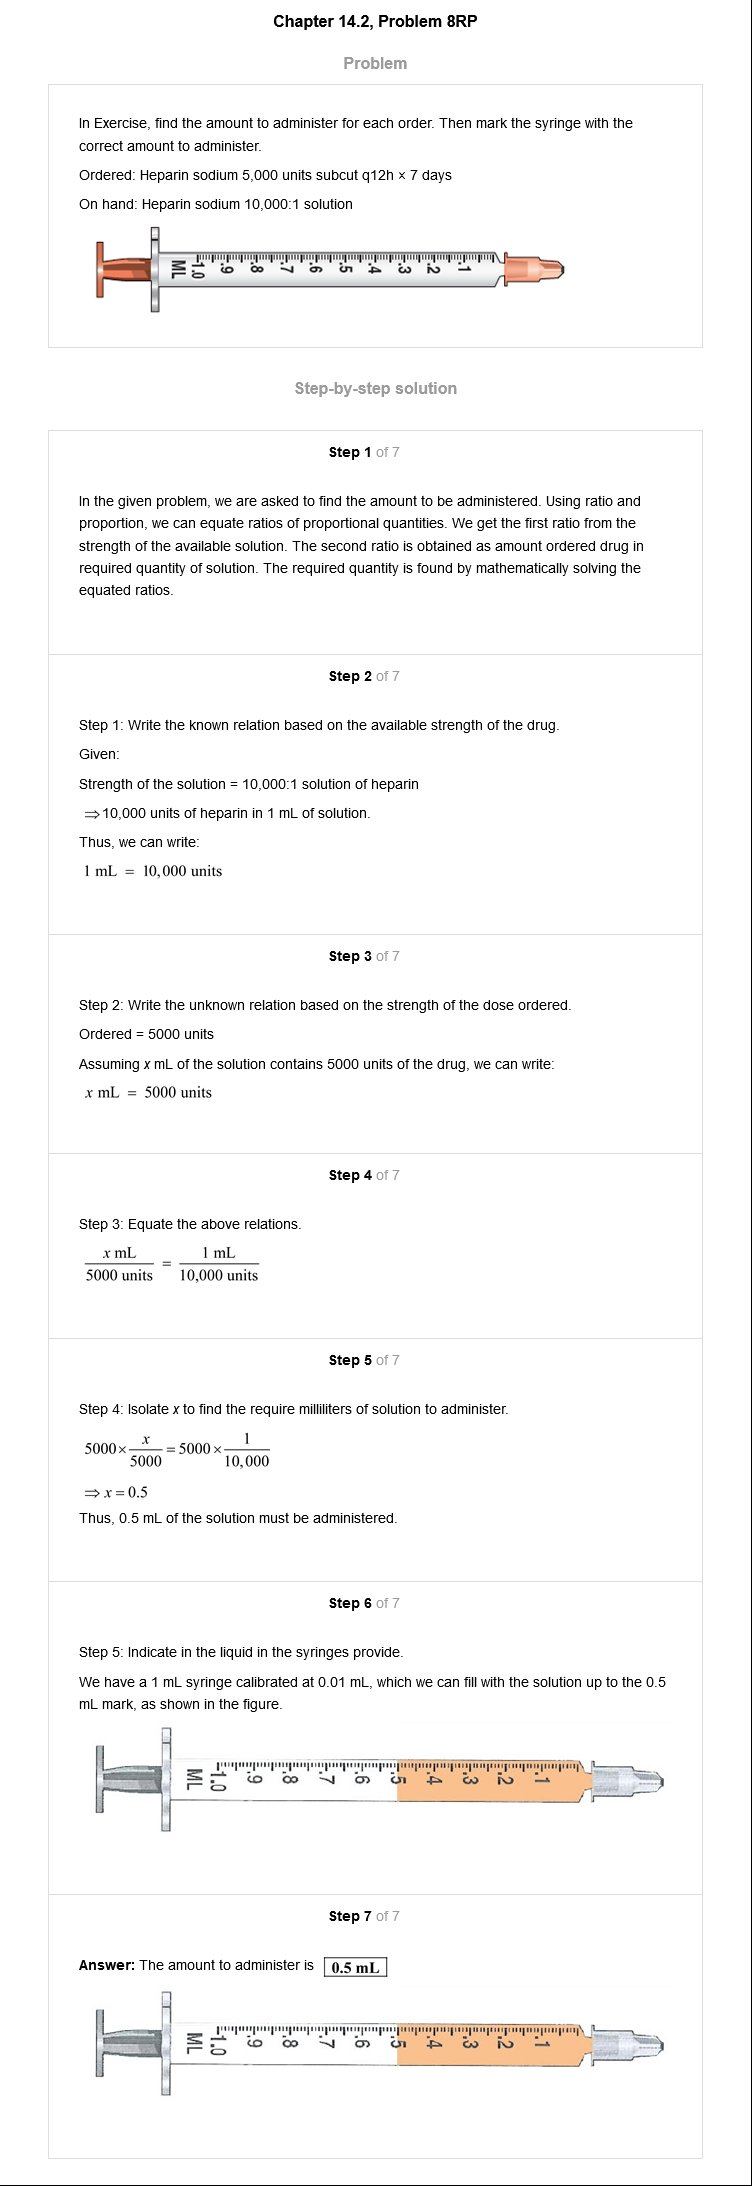 Chapter 14.2, Problem 8RP
Problem
In Exercise, find the amount to administer for each order. Then mark the syringe with the
correct amount to administer.
Ordered: Heparin sodium 5,000 units subcut q12h × 7 days
On hand: Heparin sodium 10,000:1 solution
ML 1.0 .9 .8 .7 .6 .5 .4 .3 .2 .1
Step-by-step solution
Step 1 of 7
In the given problem, we are asked to find the amount to be administered. Using ratio and
proportion, we can equate ratios of proportional quantities. We get the first ratio from the
strength of the available solution. The second ratio is obtained as amount ordered drug in
required quantity of solution. The required quantity is found by mathematically solving the
equated ratios.
Step 2 of 7
Step 1: Write the known relation based on the available strength of the drug.
Given:
Strength of the solution = 10,000:1 solution of heparin
⇒10,000 units of heparin in 1 mL of solution.
Thus, we can write:
1 mL = 10,000 units
Step 3 of 7
Step 2: Write the unknown relation based on the strength of the dose ordered.
Ordered = 5000 units
Assuming x mL of the solution contains 5000 units of the drug, we can write:
x mL = 5000 units
Step 4 of 7
Step 3: Equate the above relations.
x mL / 5000 units = 1 mL / 10,000 units
Step 5 of 7
Step 4: Isolate x to find the require milliliters of solution to administer.
5000 × x / 5000 = 5000 × 1 / 10,000
⇒ x = 0.5
Thus, 0.5 mL of the solution must be administered.
Step 6 of 7
Step 5: Indicate in the liquid in the syringes provide.
We have a 1 mL syringe calibrated at 0.01 mL, which we can fill with the solution up to the 0.5
mL mark, as shown in the figure.
ML 1.0 .9 .8 .7 .6 .5 .4 .3 .2 .1
Step 7 of 7
Answer: The amount to administer is 0.5 mL
ML 1.0 .9 .8 .7 .6 .5 .4 .3 .2 .1